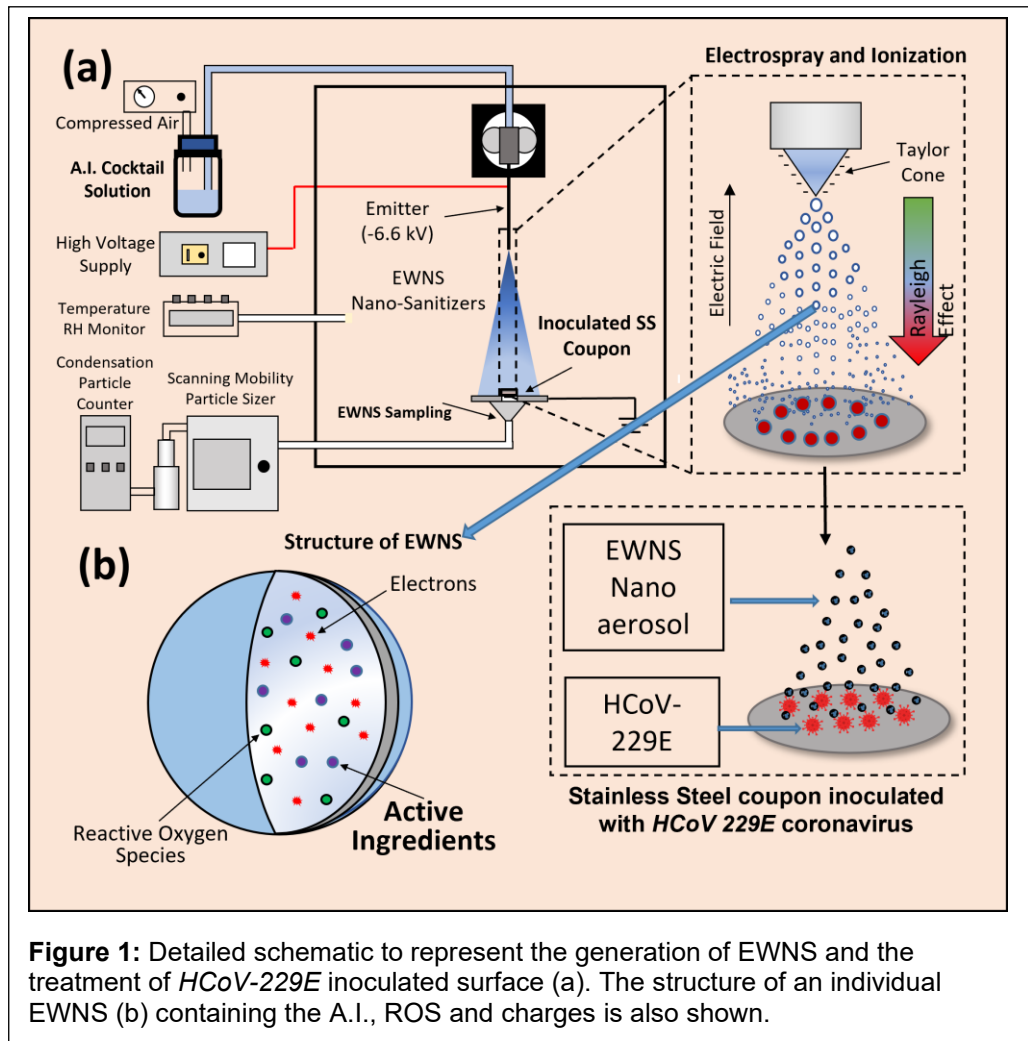 (a)
Compressed Air
A.I. Cocktail
Solution
High Voltage
Supply
Temperature
RH Monitor
Condensation
Particle
Counter
Scanning Mobility
Particle Sizer
Emitter
(-6.6 kV)
EWNS
Nano-Sanitizers
Inoculated SS
Coupon
EWNS Sampling
Electrospray and Ionization
Taylor
Cone
Electric Field
Rayleigh
Effect
(b)
Structure of EWNS
Electrons
Reactive Oxygen
Species
Active
Ingredients
EWNS
Nano
aerosol
HCoV-
229E
Stainless Steel coupon inoculated
with HCoV 229E coronavirus
Figure 1: Detailed schematic to represent the generation of EWNS and the
treatment of HCoV-229E inoculated surface (a). The structure of an individual
EWNS (b) containing the A.I., ROS and charges is also shown.